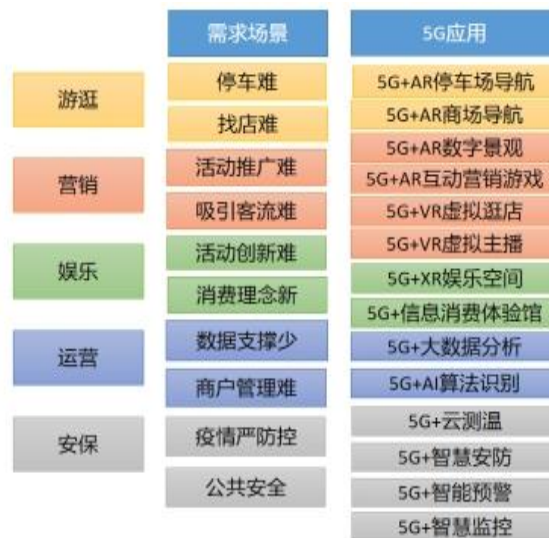 需求场景
5G应用
游逛
停车难
找店难
5G+AR停车场导航
5G+AR商场导航
营销
活动推广难
吸引客流难
5G+AR数字景观
5G+AR互动营销游戏
5G+VR虚拟逛店
5G+VR虚拟主播
娱乐
活动创新难
消费理念新
5G+XR娱乐空间
5G+信息消费体验馆
运营
数据支撑少
商户管理难
5G+大数据分析
5G+AI算法识别
安保
疫情严防控
公共安全
5G+云测温
5G+智慧安防
5G+智能预警
5G+智慧监控